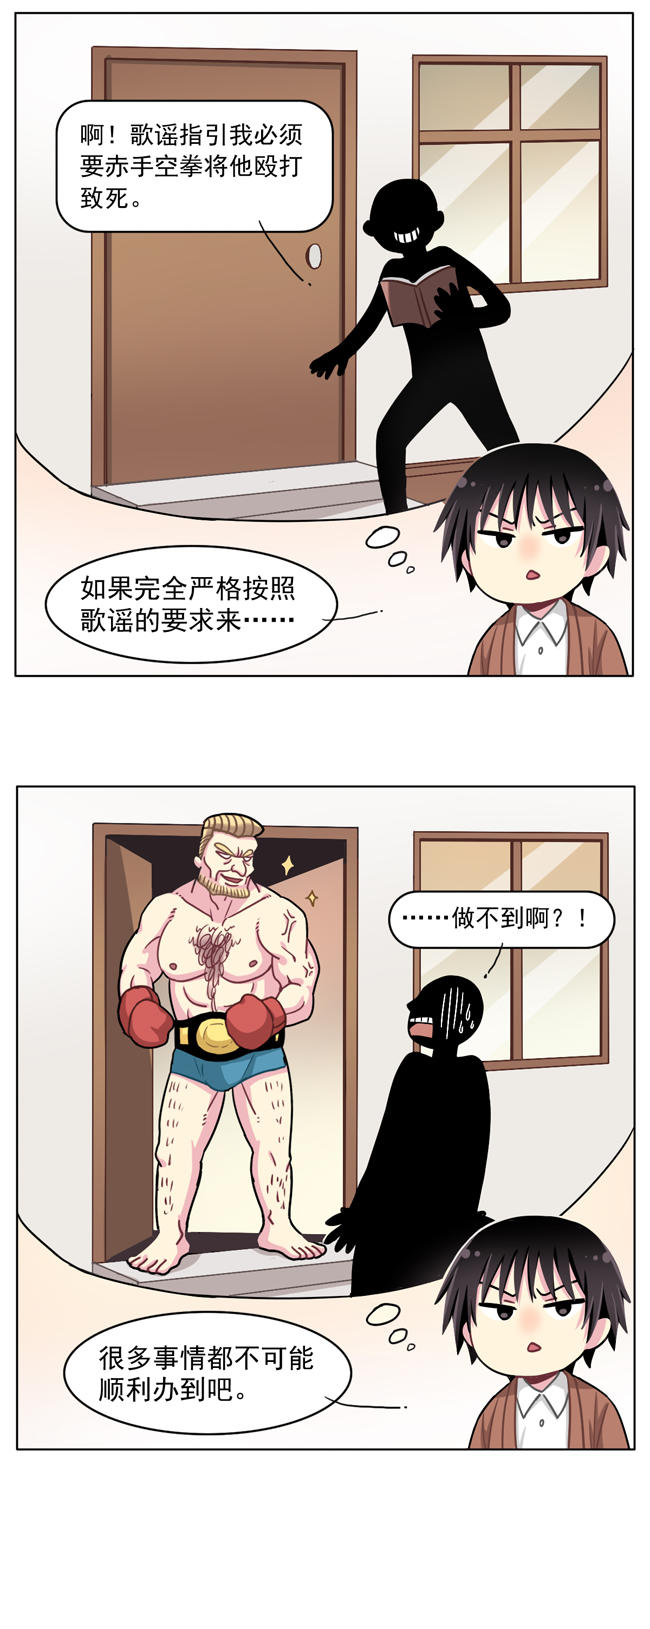 啊！歌谣指引我必须
要赤手空拳将他殴打
致死。
如果完全严格按照
歌谣的要求来……
……做不到啊？！
很多事情都不可能
顺利办到吧。